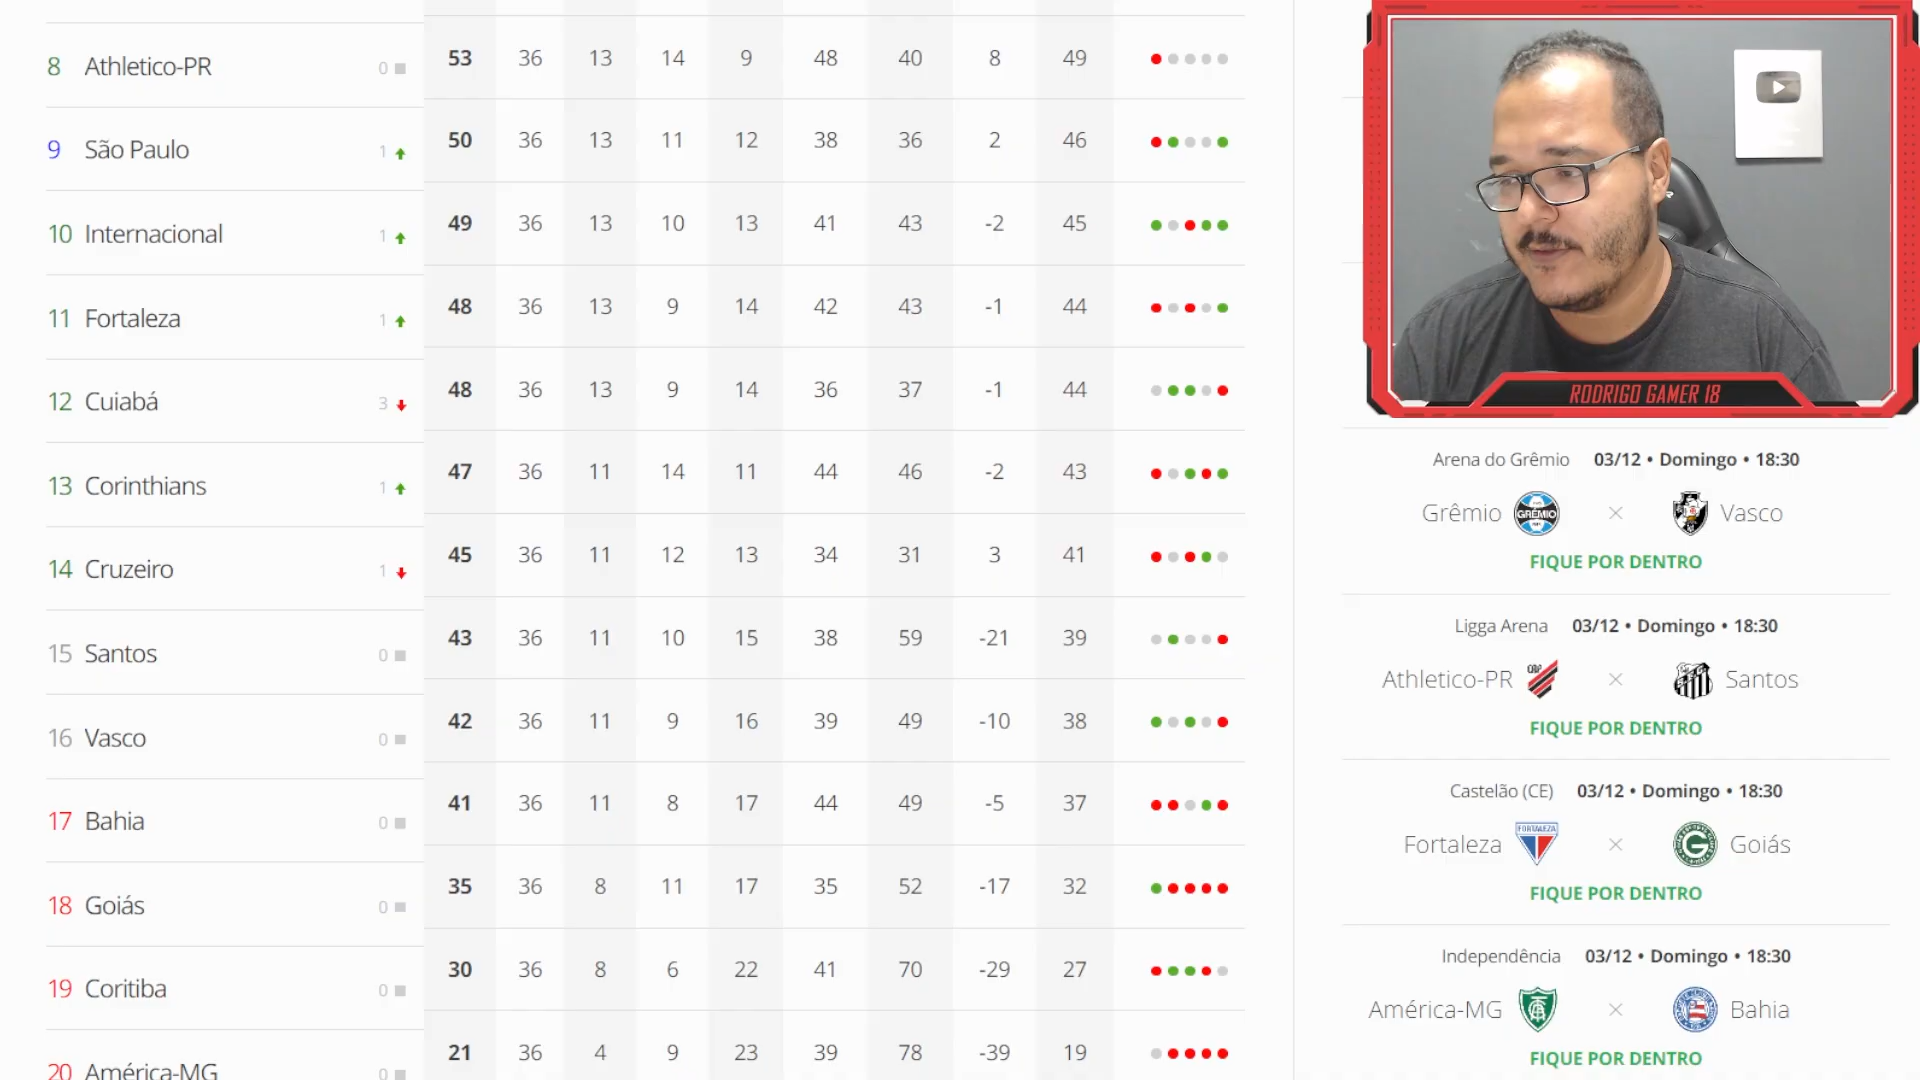 8 Athletico-PR 0 53 36 13 14 9 48 40 8 49
9 São Paulo 1 50 36 13 11 12 38 36 2 46
10 Internacional 1 49 36 13 10 13 41 43 -2 45
11 Fortaleza 1 48 36 13 9 14 42 43 -1 44
12 Cuiabá 3 48 36 13 9 14 36 37 -1 44
13 Corinthians 1 47 36 11 14 11 44 46 -2 43
14 Cruzeiro 1 45 36 11 12 13 34 31 3 41
15 Santos 0 43 36 11 10 15 38 59 -21 39
16 Vasco 0 42 36 11 9 16 39 49 -10 38
17 Bahia 0 41 36 11 8 17 44 49 -5 37
18 Goiás 0 35 36 8 11 17 35 52 -17 32
19 Coritiba 0 30 36 8 6 22 41 70 -29 27
20 América-MG 0 21 36 4 9 23 39 78 -39 19
RODRIGO GAMER 18
Arena do Grêmio 03/12 • Domingo • 18:30
Grêmio GRÊMIO × Vasco
FIQUE POR DENTRO
Ligga Arena 03/12 • Domingo • 18:30
Athletico-PR CAP × Santos
FIQUE POR DENTRO
Castelão (CE) 03/12 • Domingo • 18:30
Fortaleza FORTALEZA × Goiás
FIQUE POR DENTRO
Independência 03/12 • Domingo • 18:30
América-MG × Bahia
FIQUE POR DENTRO